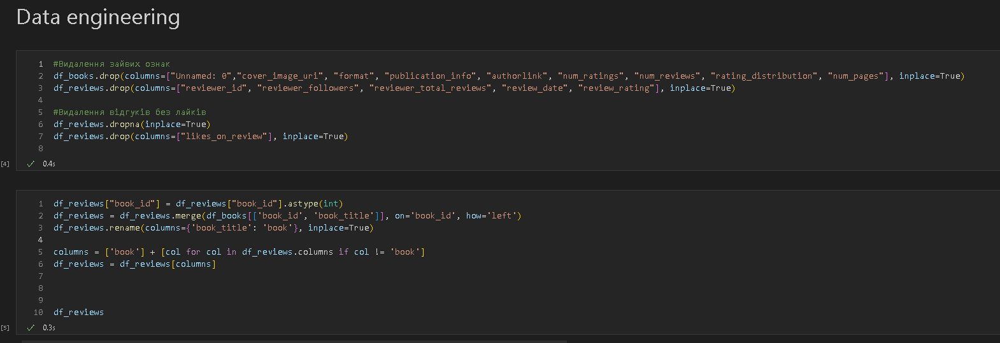 Data engineering
1 #Видалення зайвих ознак
2 df_books.drop(columns=["Unnamed: 0","cover_image_uri", "format", "publication_info", "authorlink", "num_ratings", "num_reviews", "rating_distribution", "num_pages"], inplace=True)
3 df_reviews.drop(columns=["reviewer_id", "reviewer_followers", "reviewer_total_reviews", "review_date", "review_rating"], inplace=True)
4
5 #Видалення відгуків без лайків
6 df_reviews.dropna(inplace=True)
7 df_reviews.drop(columns=["likes_on_review"], inplace=True)
8
[4] 0.4s
1 df_reviews["book_id"] = df_reviews["book_id"].astype(int)
2 df_reviews = df_reviews.merge(df_books[['book_id', 'book_title']], on='book_id', how='left')
3 df_reviews.rename(columns={'book_title': 'book'}, inplace=True)
4
5 columns = ['book'] + [col for col in df_reviews.columns if col != 'book']
6 df_reviews = df_reviews[columns]
7
8
9
10 df_reviews
[5] 0.3s